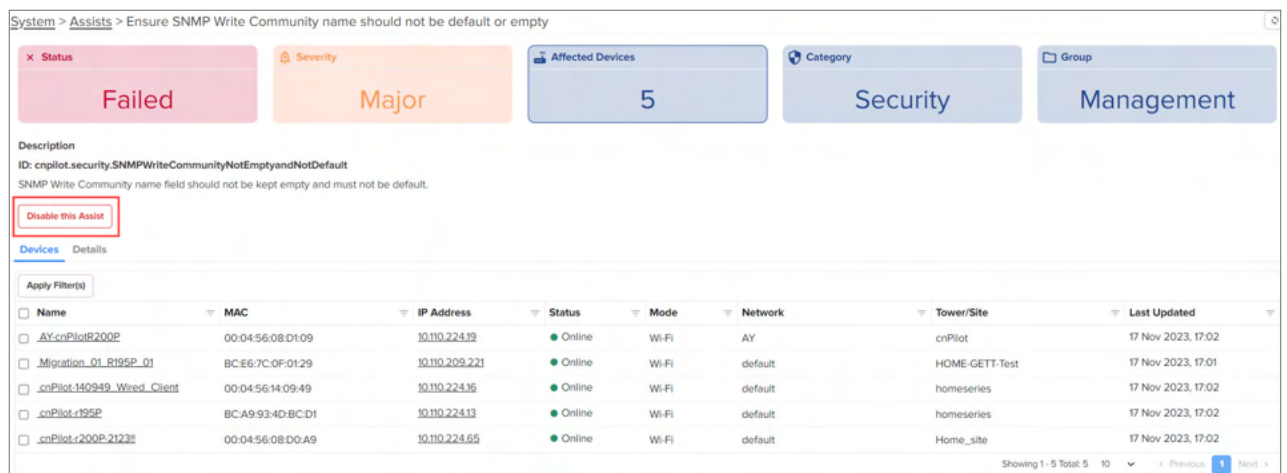 System > Assists > Ensure SNMP Write Community name should not be default or empty
× Status
Failed
Severity
Major
Affected Devices
5
Category
Security
Group
Management
Description
ID: cnpilot.security.SNMPWriteCommunityNotEmptyandNotDefault
SNMP Write Community name field should not be kept empty and must not be default.
Disable this Assist
Devices Details
Apply Filter(s)
Name MAC IP Address Status Mode Network Tower/Site Last Updated
AY-cnPilotR200P 00:04:56:08:D1:09 10.110.224.19 Online Wi-Fi AY cnPilot 17 Nov 2023, 17:02
Migration_01_R195P_01 BC:E6:7C:0F:01:29 10.110.209.221 Online Wi-Fi default HOME-GETT-Test 17 Nov 2023, 17:01
cnPilot-140949_Wired_Client 00:04:56:14:09:49 10.110.224.16 Online Wi-Fi default homeseries 17 Nov 2023, 17:02
cnPilot-r195P BC:A9:93:4D:BC:D1 10.110.224.13 Online Wi-Fi default homeseries 17 Nov 2023, 17:02
cnPilot-r200P-2123!!! 00:04:56:08:D0:A9 10.110.224.65 Online Wi-Fi default Home_site 17 Nov 2023, 17:02
Showing 1 - 5 Total: 5 10 < Previous 1 Next >